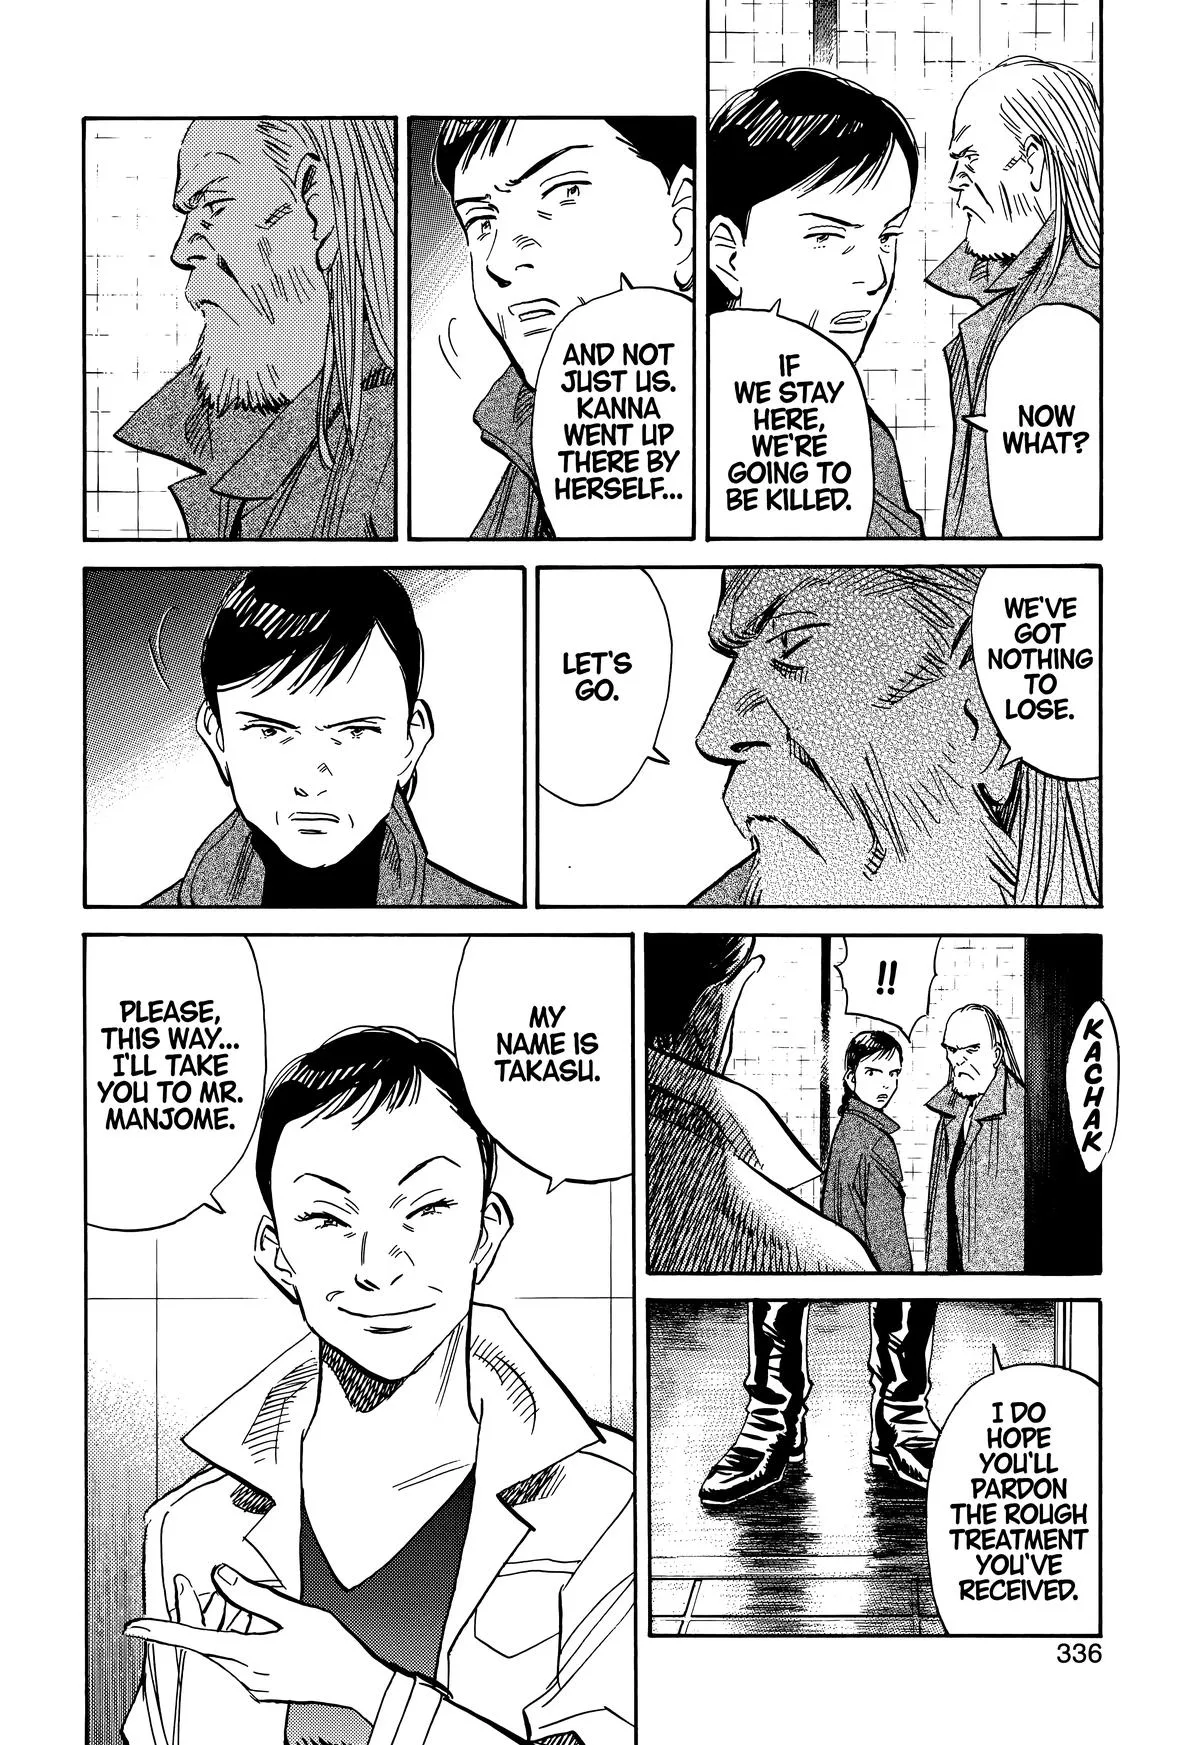 NOW
WHAT?
IF
WE STAY
HERE,
WE'RE
GOING TO
BE KILLED.
AND NOT
JUST US.
KANNA
WENT UP
THERE BY
HERSELF...
WE'VE
GOT
NOTHING
TO
LOSE.
LET'S
GO.
KACHAK
!!
I DO
HOPE
YOU'LL
PARDON
THE ROUGH
TREATMENT
YOU'VE
RECEIVED.
MY
NAME IS
TAKASU.
PLEASE,
THIS WAY...
I'LL TAKE
YOU TO MR.
MANJOME.
336